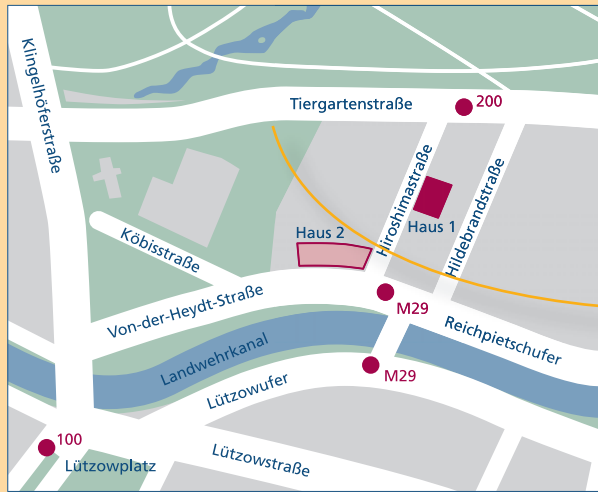 Klingelhöferstraße
Tiergartenstraße
200
Hiroshimastraße
Hildebrandstraße
Haus 1
Haus 2
Köbisstraße
Von-der-Heydt-Straße
M29
Reichpietschufer
Landwehrkanal
M29
Lützowufer
100
Lützowplatz
Lützowstraße